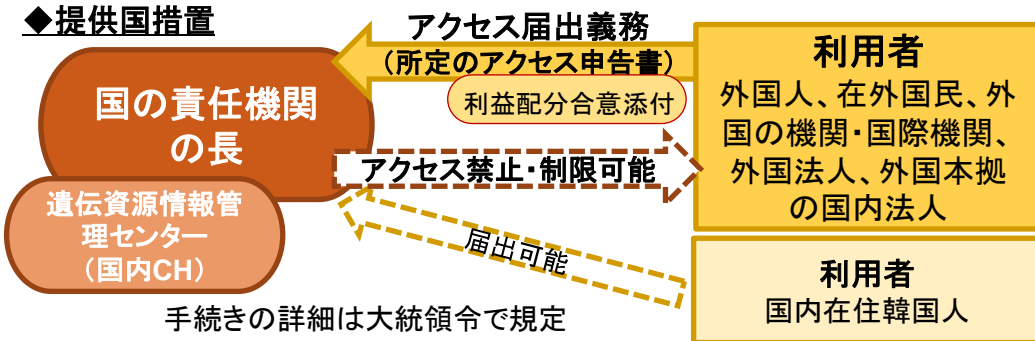 ◆提供国措置
アクセス届出義務
(所定のアクセス申告書)
利益配分合意添付
国の責任機関
の長
遺伝資源情報管
理センター
(国内CH)
アクセス禁止・制限可能
届出可能
利用者
外国人、在外国民、外
国の機関・国際機関、
外国法人、外国本拠
の国内法人
利用者
国内在住韓国人
手続きの詳細は大統領令で規定